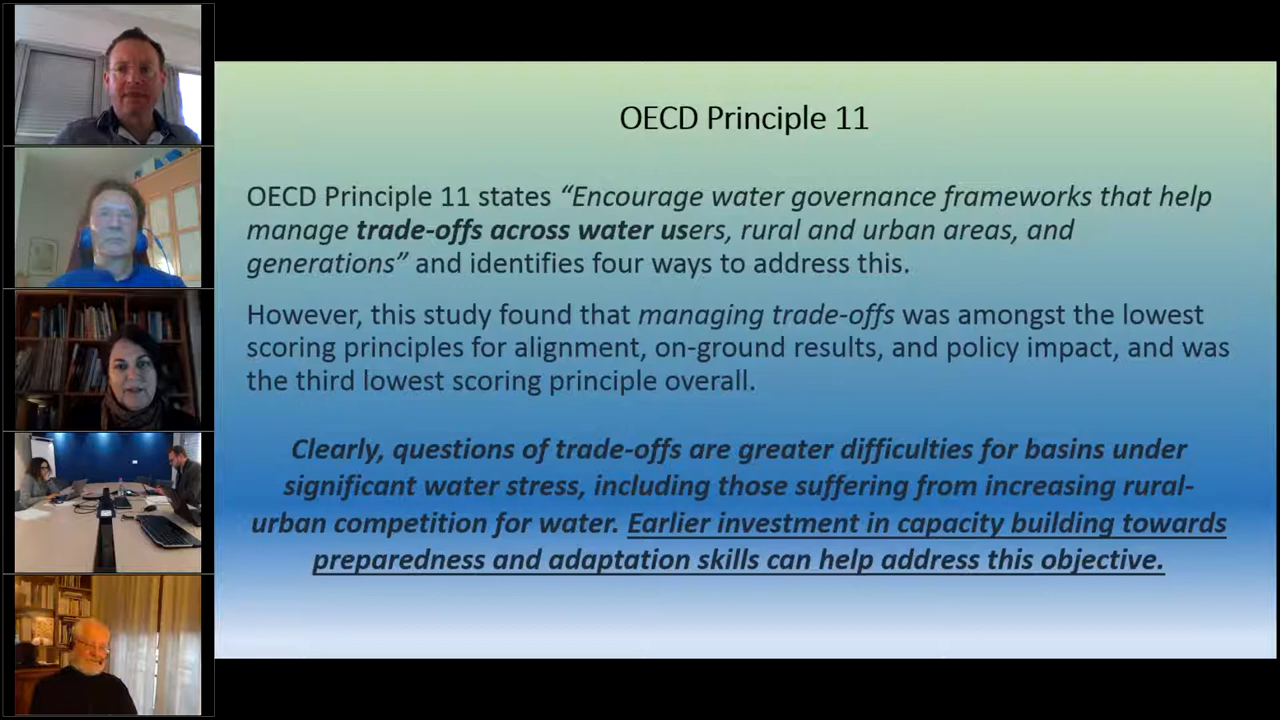 OECD Principle 11
OECD Principle 11 states “Encourage water governance frameworks that help
manage trade-offs across water users, rural and urban areas, and
generations” and identifies four ways to address this.
However, this study found that managing trade-offs was amongst the lowest
scoring principles for alignment, on-ground results, and policy impact, and was
the third lowest scoring principle overall.
Clearly, questions of trade-offs are greater difficulties for basins under
significant water stress, including those suffering from increasing rural-
urban competition for water. Earlier investment in capacity building towards
preparedness and adaptation skills can help address this objective.